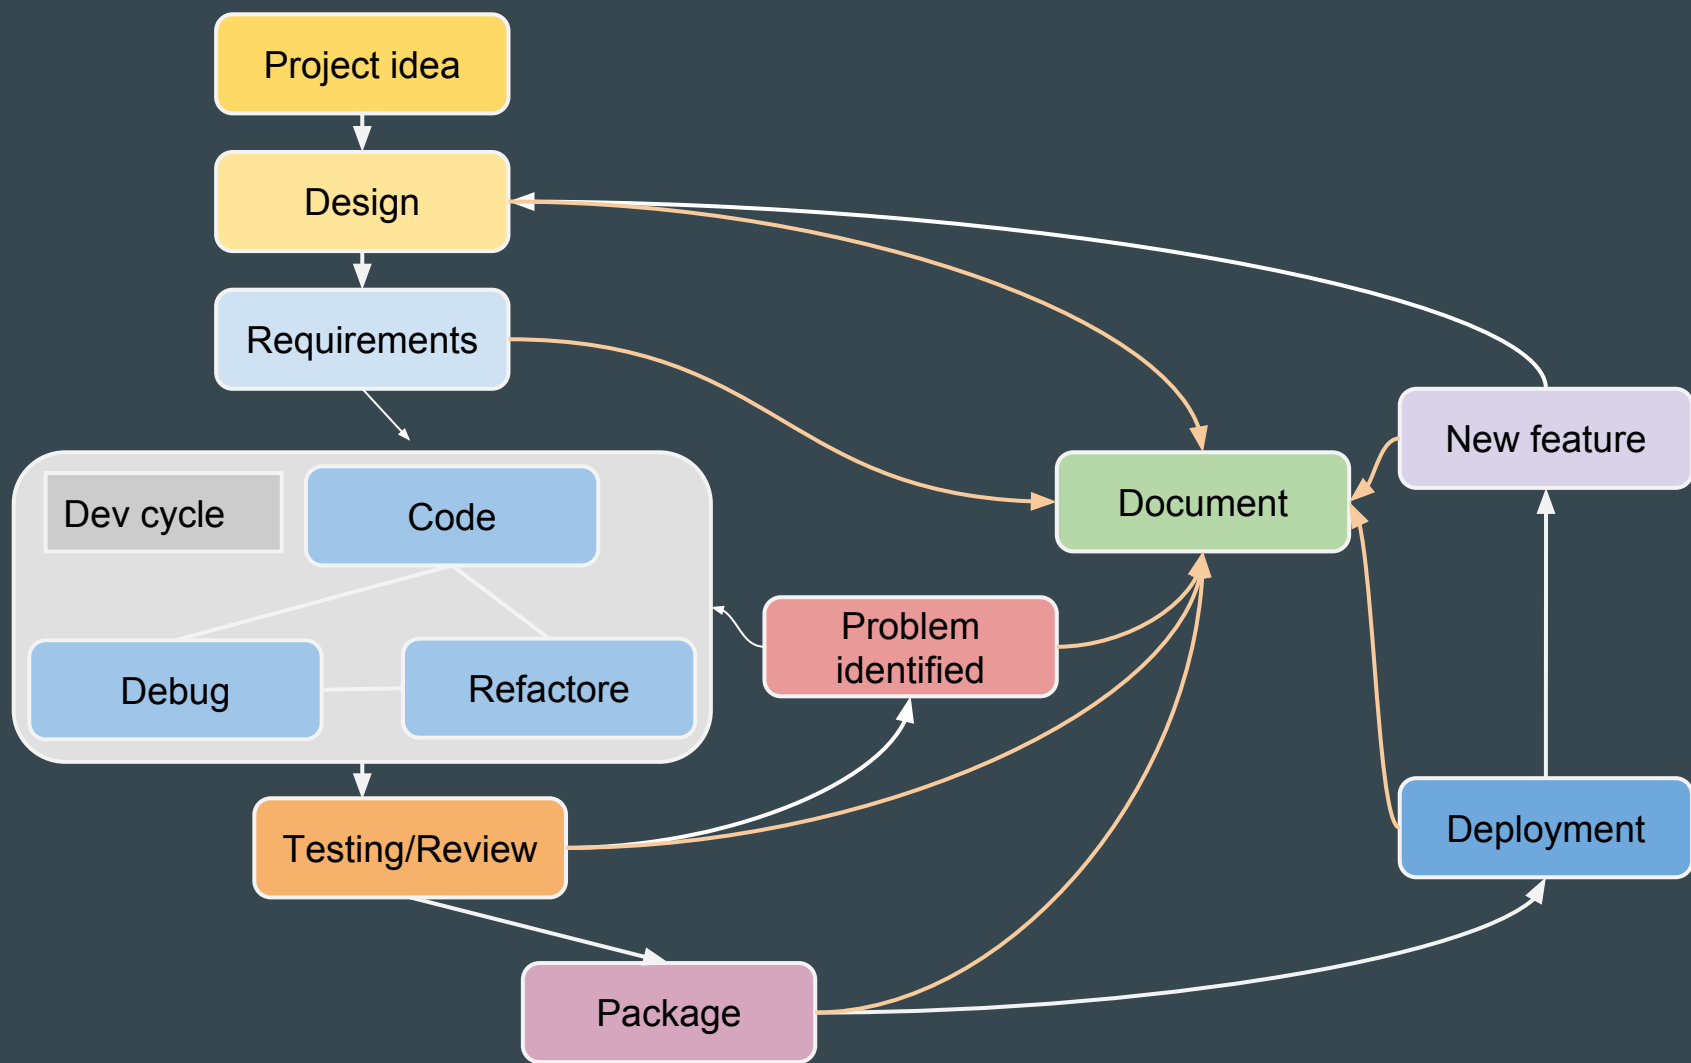 Project idea
Design
Requirements
New feature
Dev cycle
Code
Document
Problem
identified
Debug
Refactore
Testing/Review
Deployment
Package